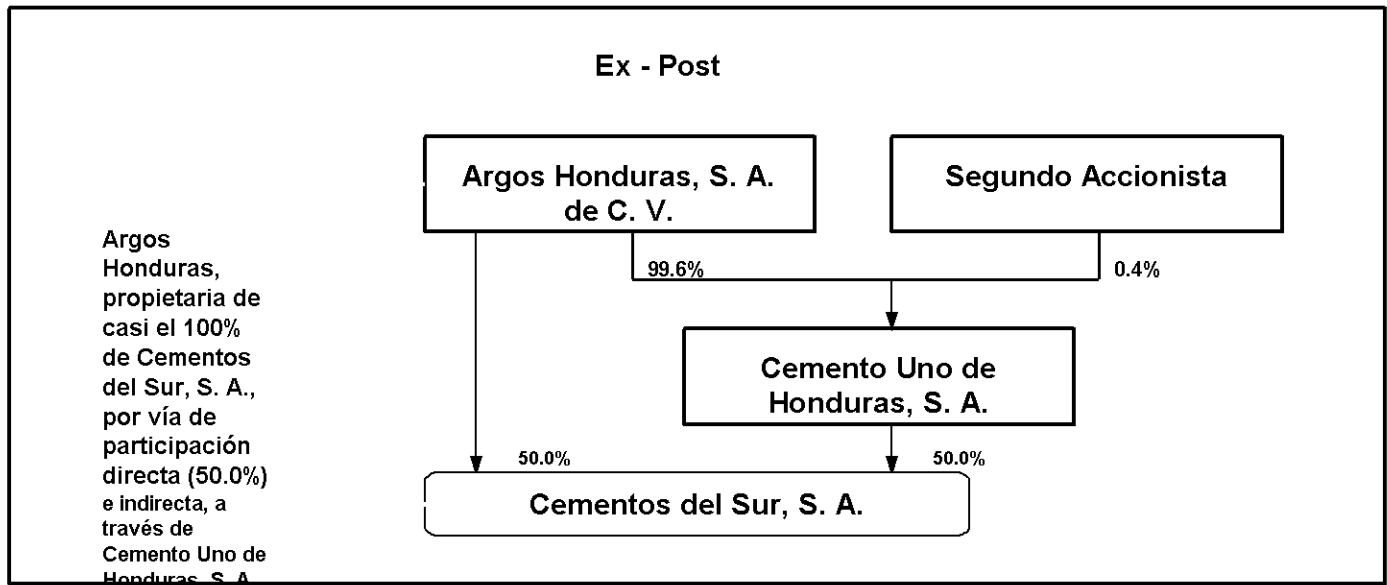 Ex - Post
Argos Honduras, S. A.
de C. V.
Segundo Accionista
Argos
Honduras,
propietaria de
casi el 100%
de Cementos
del Sur, S. A.,
por vía de
participación
directa (50.0%)
e indirecta, a
través de
Cemento Uno de
Honduras, S. A.
99.6%
0.4%
Cemento Uno de
Honduras, S. A.
50.0%
50.0%
Cementos del Sur, S. A.